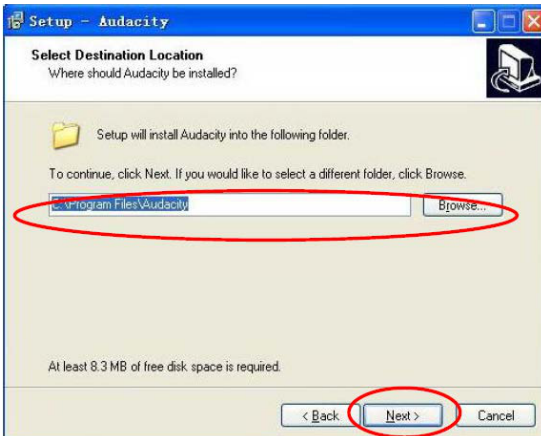 Setup - Audacity
Select Destination Location
Where should Audacity be installed?
Setup will install Audacity into the following folder.
To continue, click Next. If you would like to select a different folder, click Browse.
\Program Files\Audacity
Browse...
At least 8.3 MB of free disk space is required.
< Back
Next >
Cancel